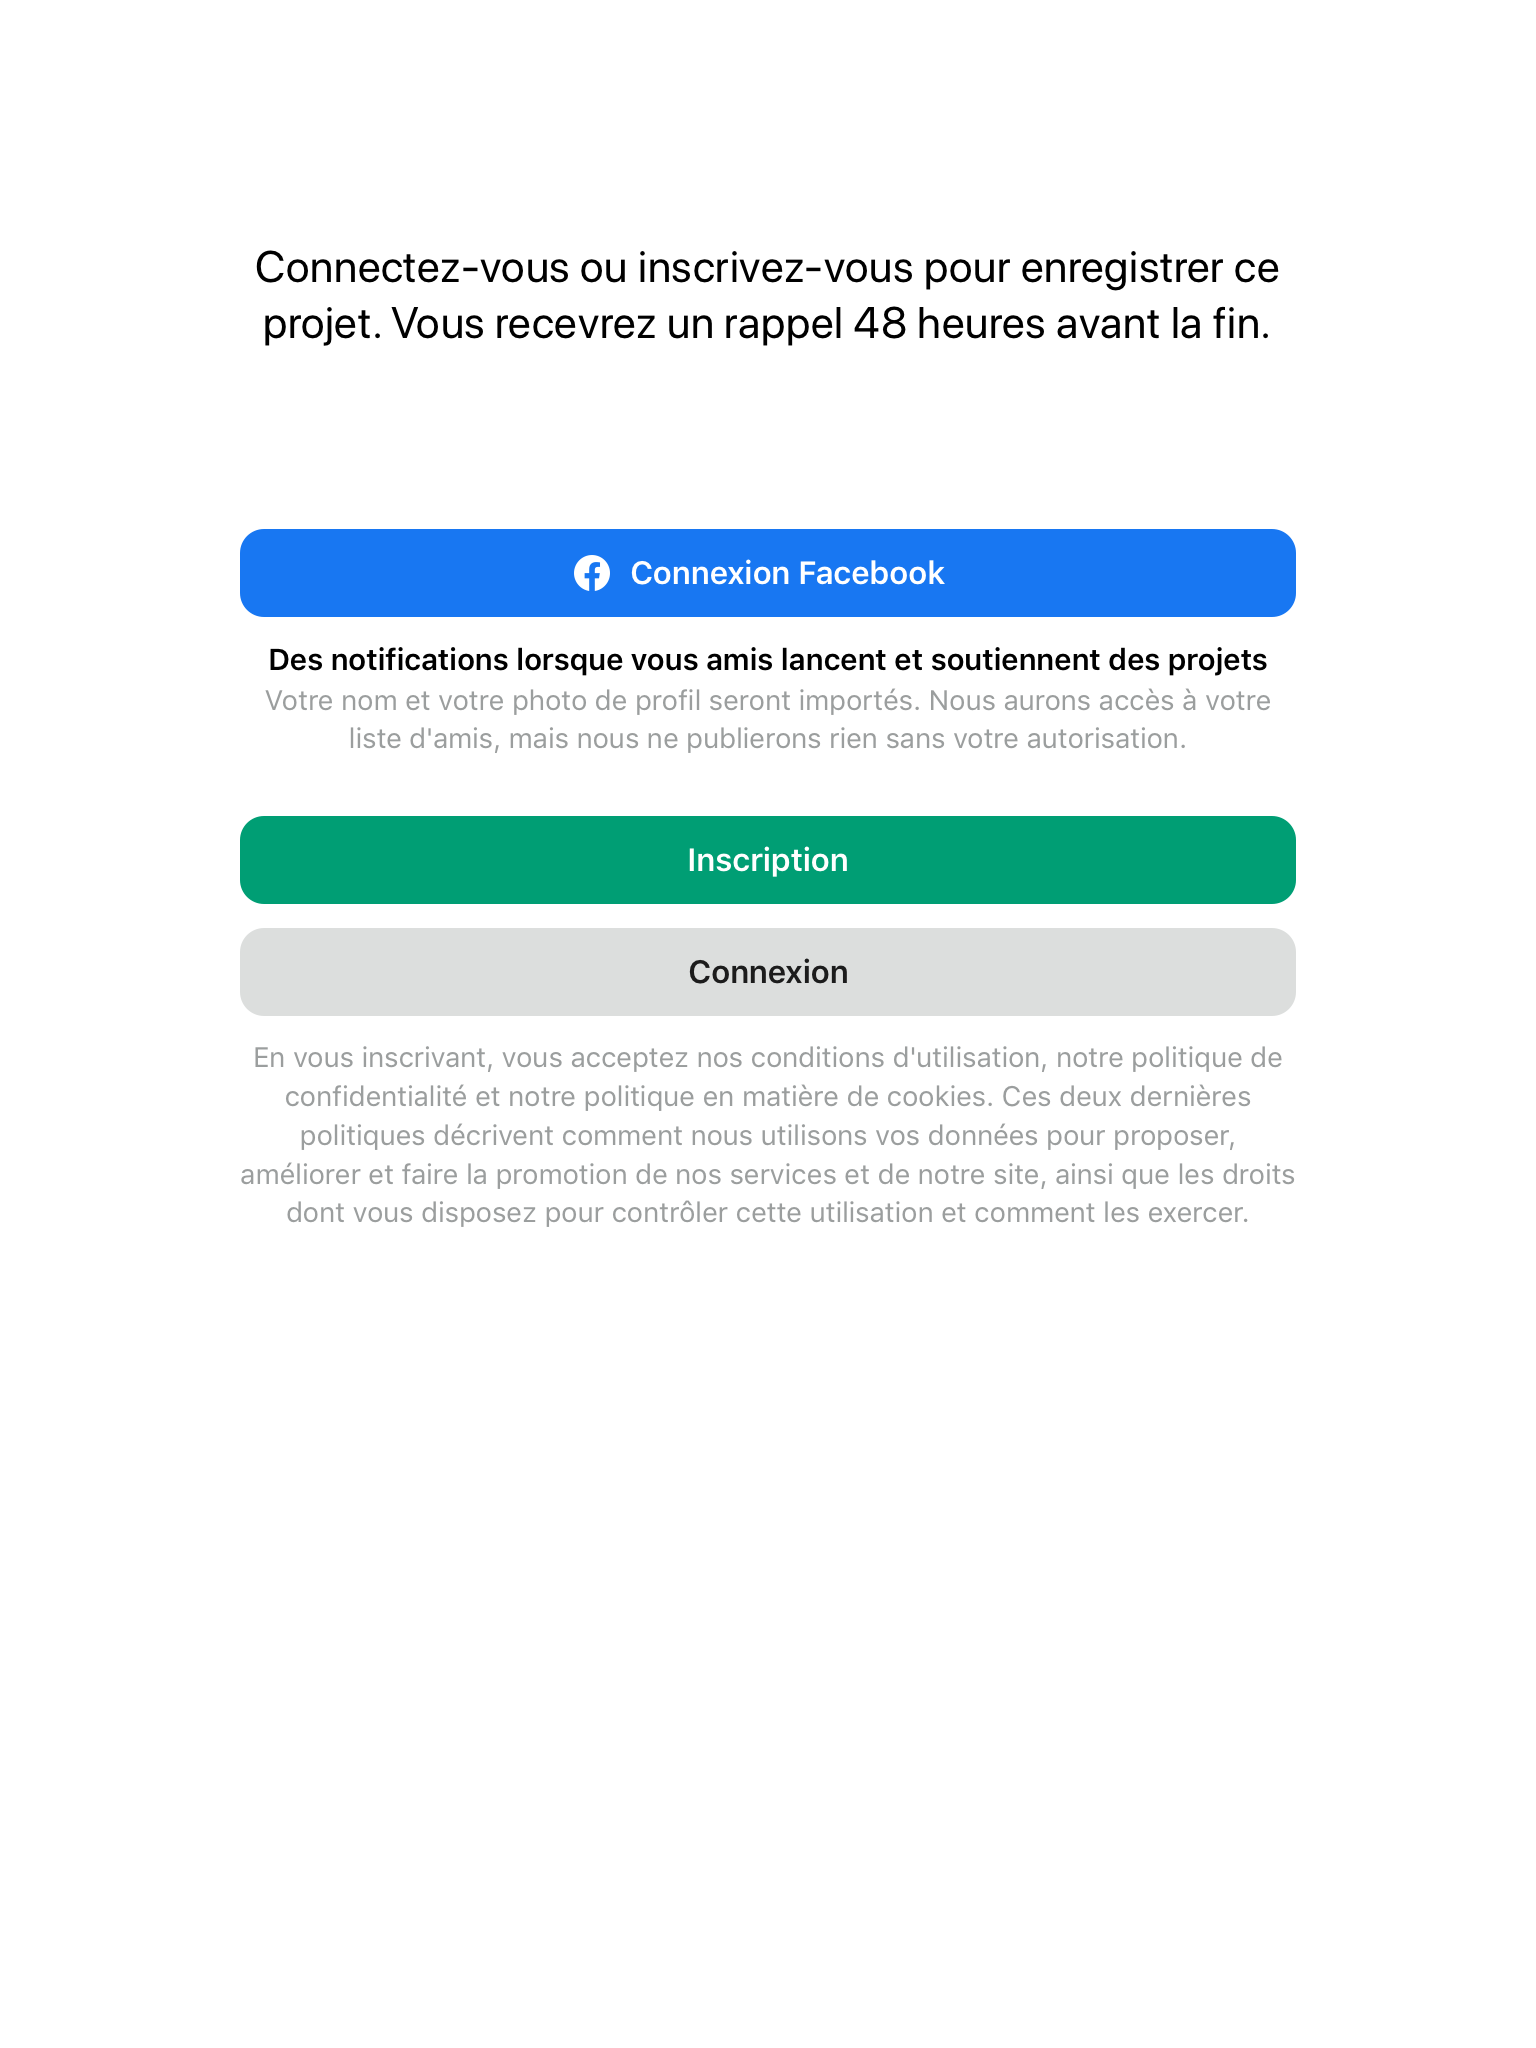 Connectez-vous ou inscrivez-vous pour enregistrer ce
projet. Vous recevrez un rappel 48 heures avant la fin.
Connexion Facebook
Des notifications lorsque vous amis lancent et soutiennent des projets
Votre nom et votre photo de profil seront importés. Nous aurons accès à votre
liste d'amis, mais nous ne publierons rien sans votre autorisation.
Inscription
Connexion
En vous inscrivant, vous acceptez nos conditions d'utilisation, notre politique de
confidentialité et notre politique en matière de cookies. Ces deux dernières
politiques décrivent comment nous utilisons vos données pour proposer,
améliorer et faire la promotion de nos services et de notre site, ainsi que les droits
dont vous disposez pour contrôler cette utilisation et comment les exercer.